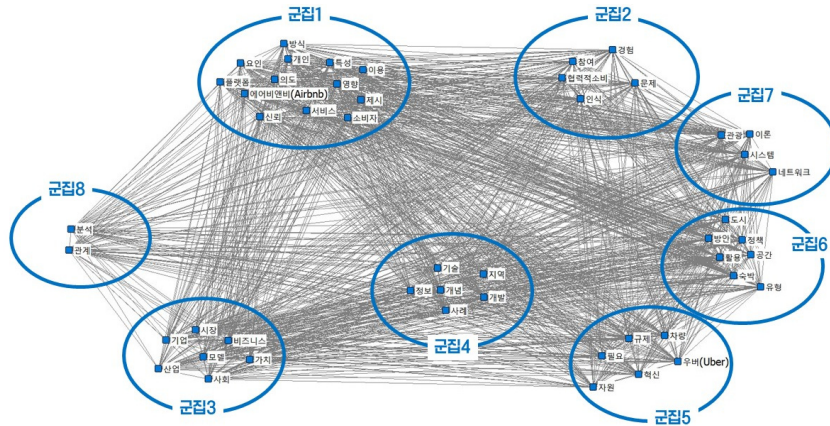 군집1
방식
요인
개인
특성
이용
플랫폼
의도
영향
에어비앤비(Airbnb)
제시
신뢰
서비스
소비자
군집2
경험
참여
협력적소비
문제
인식
군집7
관광
이론
시스템
네트워크
군집8
분석
관계
군집6
도시
방안
정책
활용
공간
숙박
유형
기술
지역
정보
개념
개발
사례
군집4
시장
기업
비즈니스
모델
가치
산업
사회
군집3
규제
차량
필요
우버(Uber)
혁신
자원
군집5